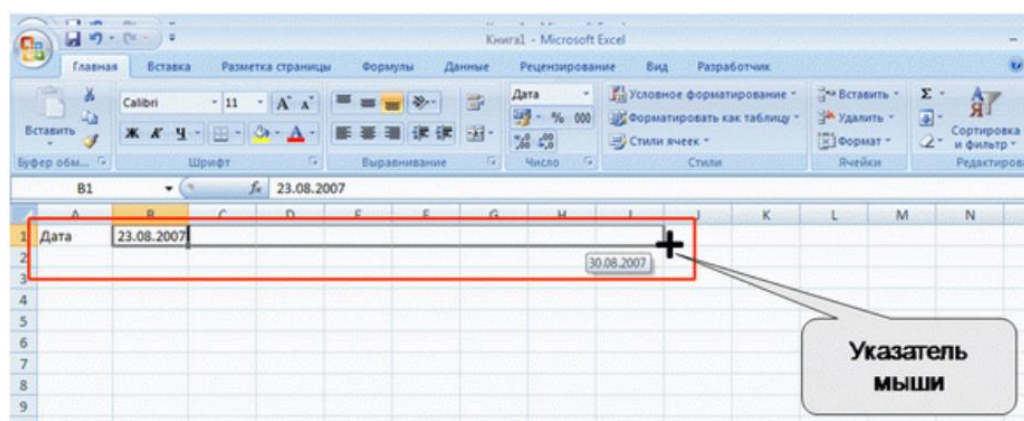 Книга1 - Microsoft Excel
Главная Вставка Разметка страницы Формулы Данные Рецензирование Вид Разработчик
Calibri 11 Дата Условное форматирование Вставить Σ
Вставить Ж К Ч % 000 Форматировать как таблицу Удалить Сортировка
Стили ячеек Формат и фильтр
Буфер обм... Шрифт Выравнивание Число Стили Ячейки Редактиров
B1 fx 23.08.2007
A B C D E F G H I J K L M N
1 Дата 23.08.2007
2 30.08.2007
3
4
5
6
7
8
9
Указатель
мыши